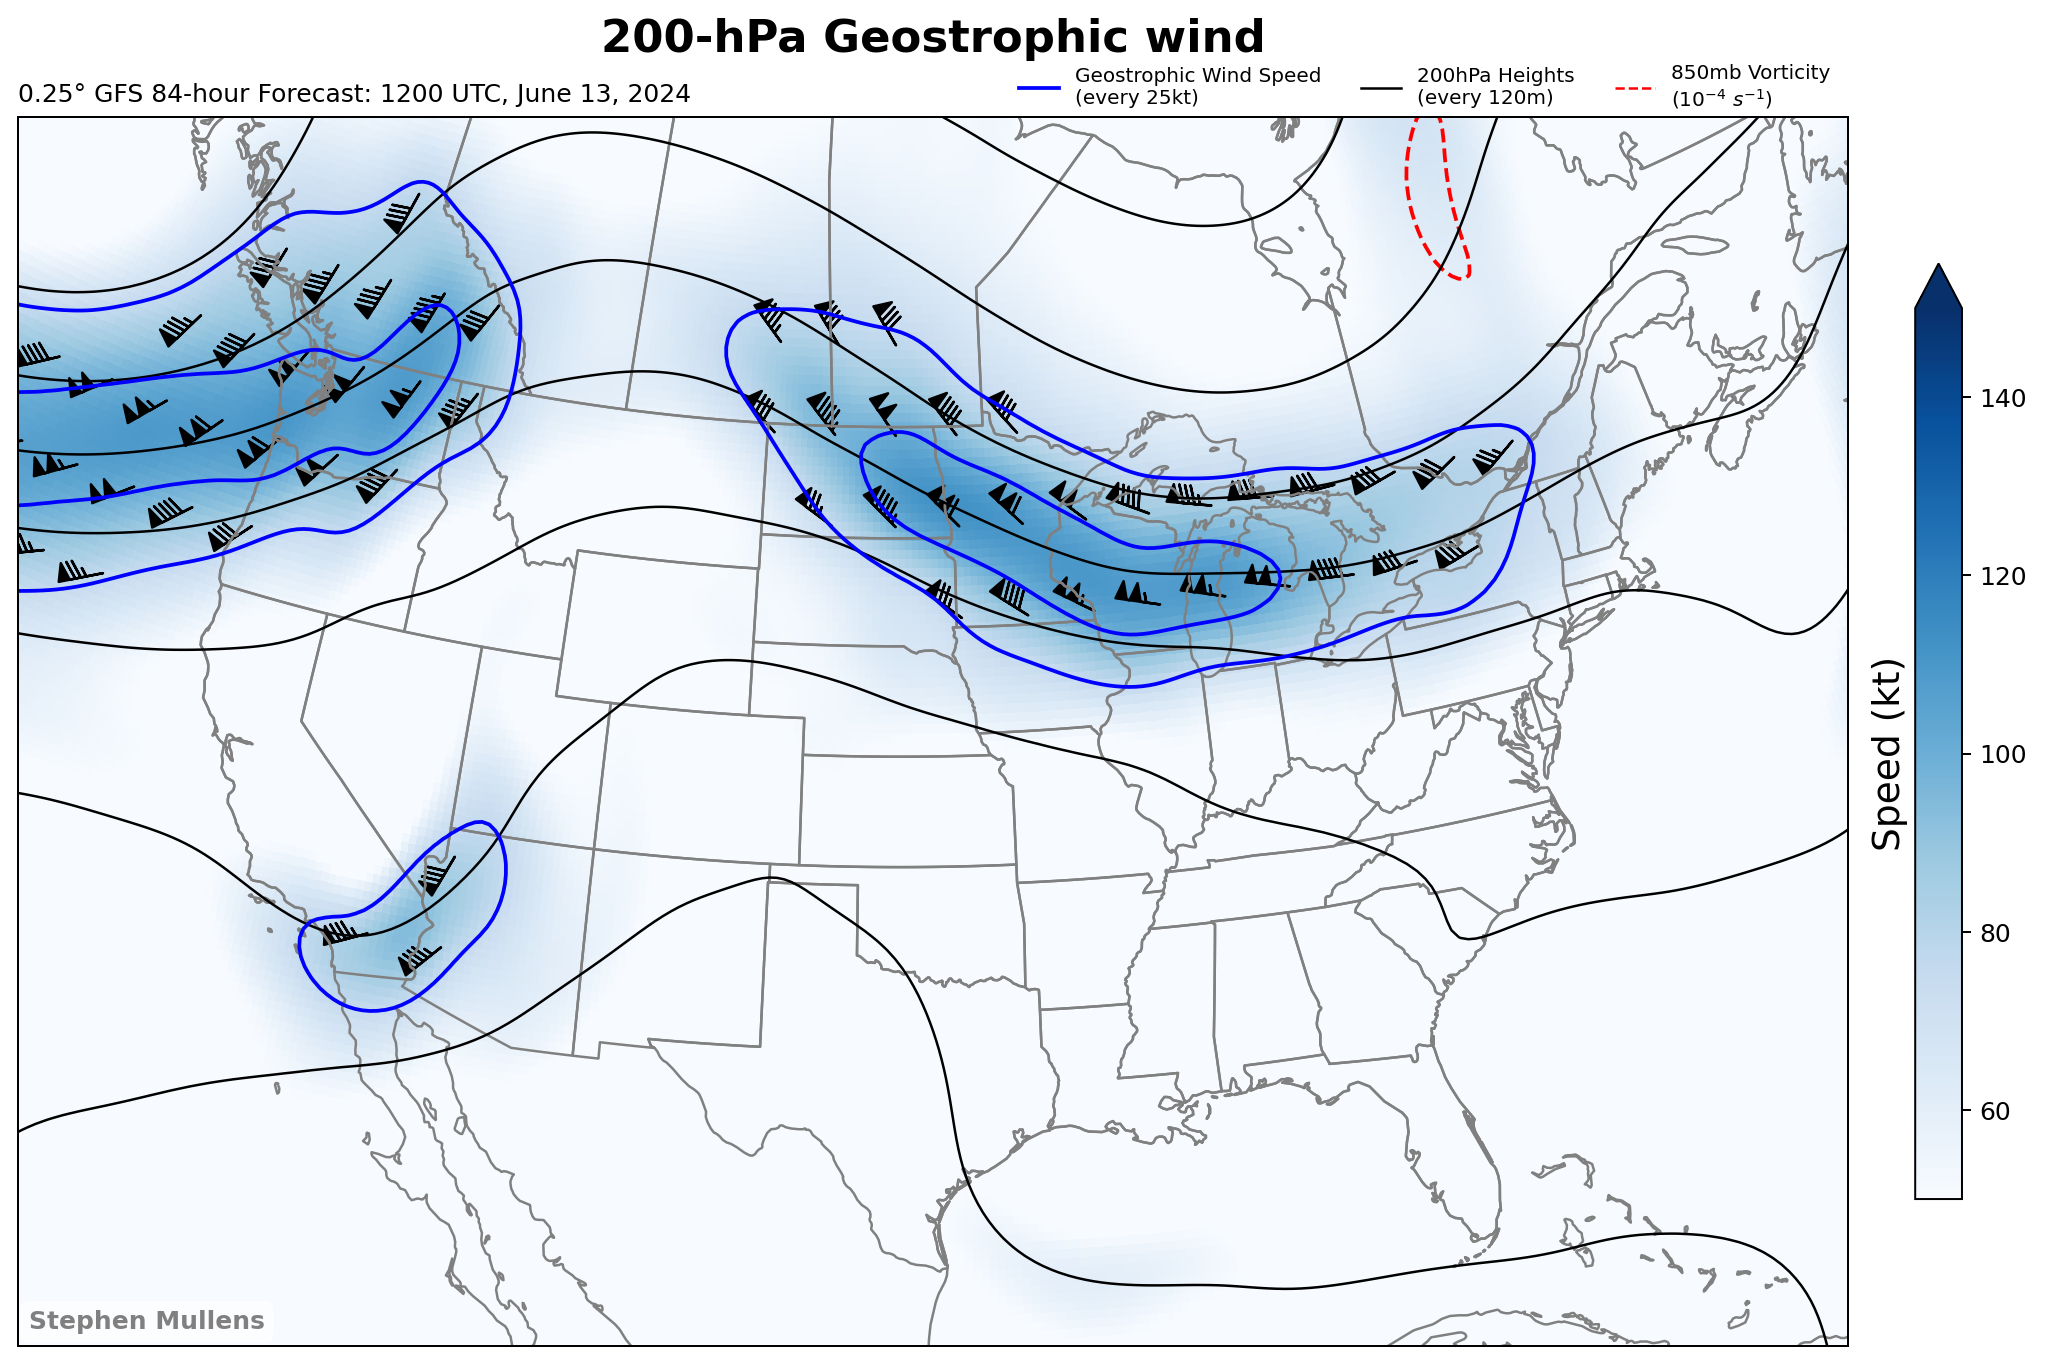 200-hPa Geostrophic wind
0.25° GFS 84-hour Forecast: 1200 UTC, June 13, 2024
Geostrophic Wind Speed
(every 25kt)
200hPa Heights
(every 120m)
850mb Vorticity
(10⁻⁴ s⁻¹)
140
120
100
80
60
Speed (kt)
Stephen Mullens